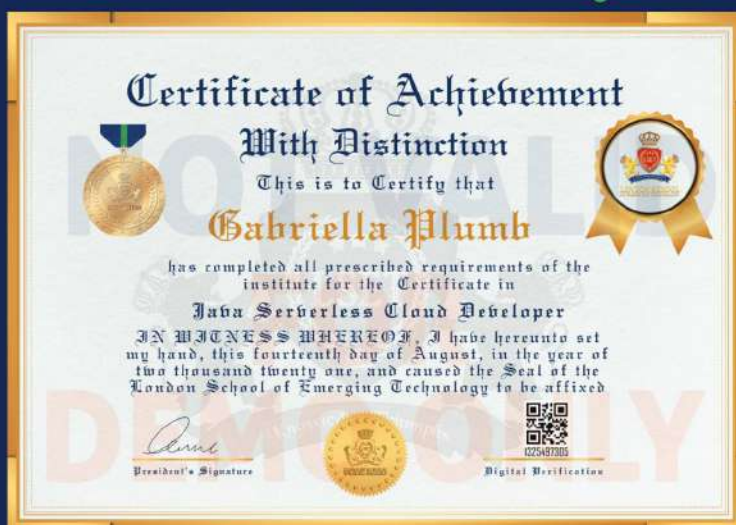 Certificate of Achievement
With Distinction
This is to Certify that
Gabriella Plumb
has completed all prescribed requirements of the
institute for the Certificate in
Java Serverless Cloud Developer
IN WITNESS WHEREOF, I have hereunto set
my hand, this fourteenth day of August, in the year of
two thousand twenty one, and caused the Seal of the
London School of Emerging Technology to be affixed
1325497305
President's Signature
Digital Verification
NOT VALID
DEMO ONLY